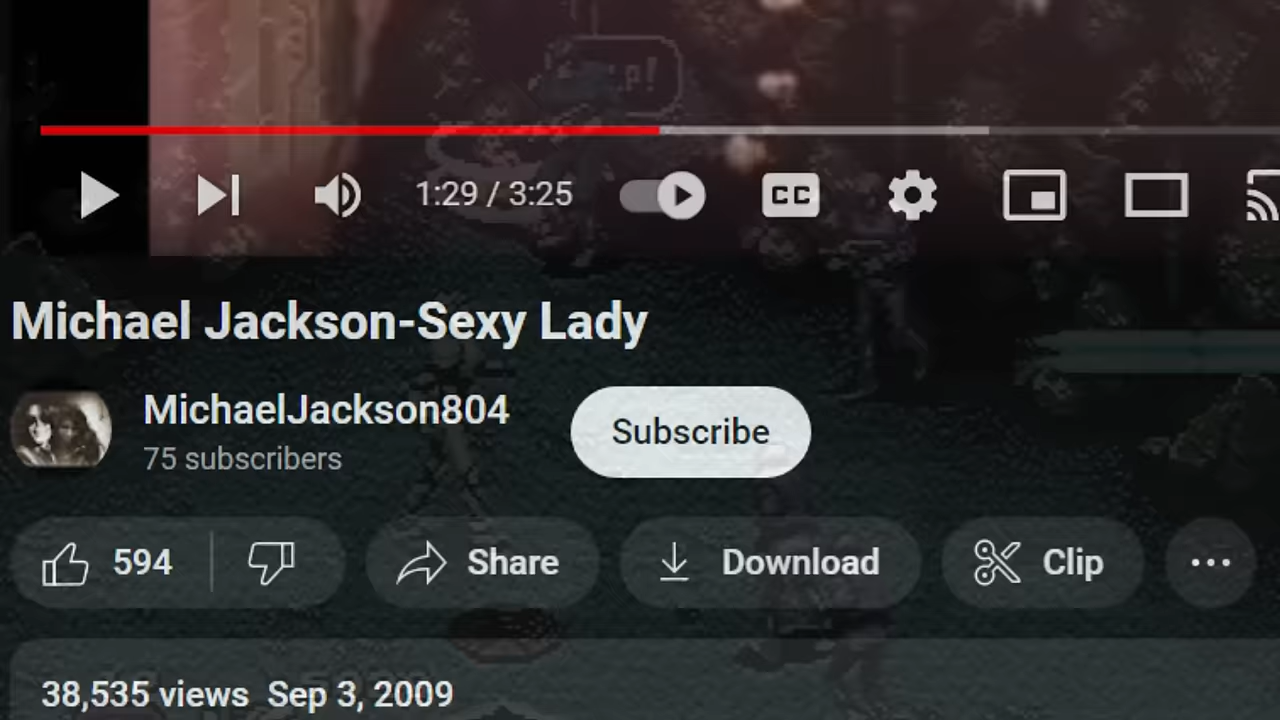 1:29 / 3:25
CC
Michael Jackson-Sexy Lady
MichaelJackson804
75 subscribers
Subscribe
594
Share
Download
Clip
38,535 views Sep 3, 2009